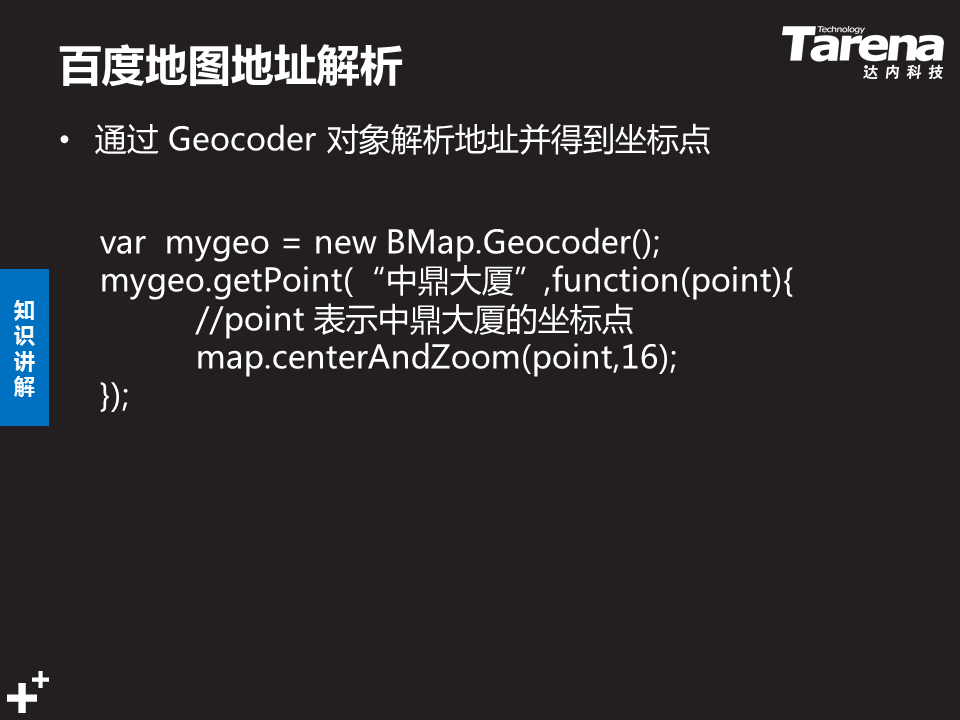 百度地图地址解析
Technology
Tarena
达内科技
• 通过 Geocoder 对象解析地址并得到坐标点
var  mygeo = new BMap.Geocoder();
mygeo.getPoint(“中鼎大厦”,function(point){
//point 表示中鼎大厦的坐标点
map.centerAndZoom(point,16);
});
知
识
讲
解